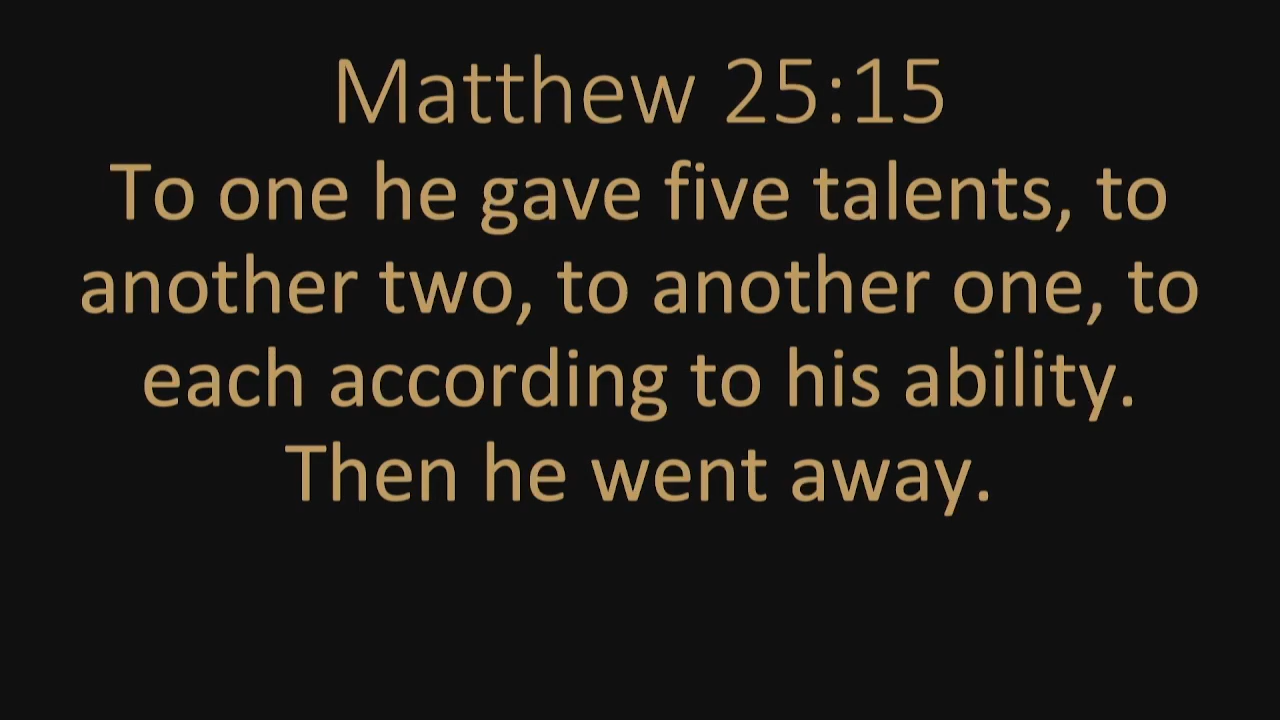 Matthew 25:15
To one he gave five talents, to
another two, to another one, to
each according to his ability.
Then he went away.